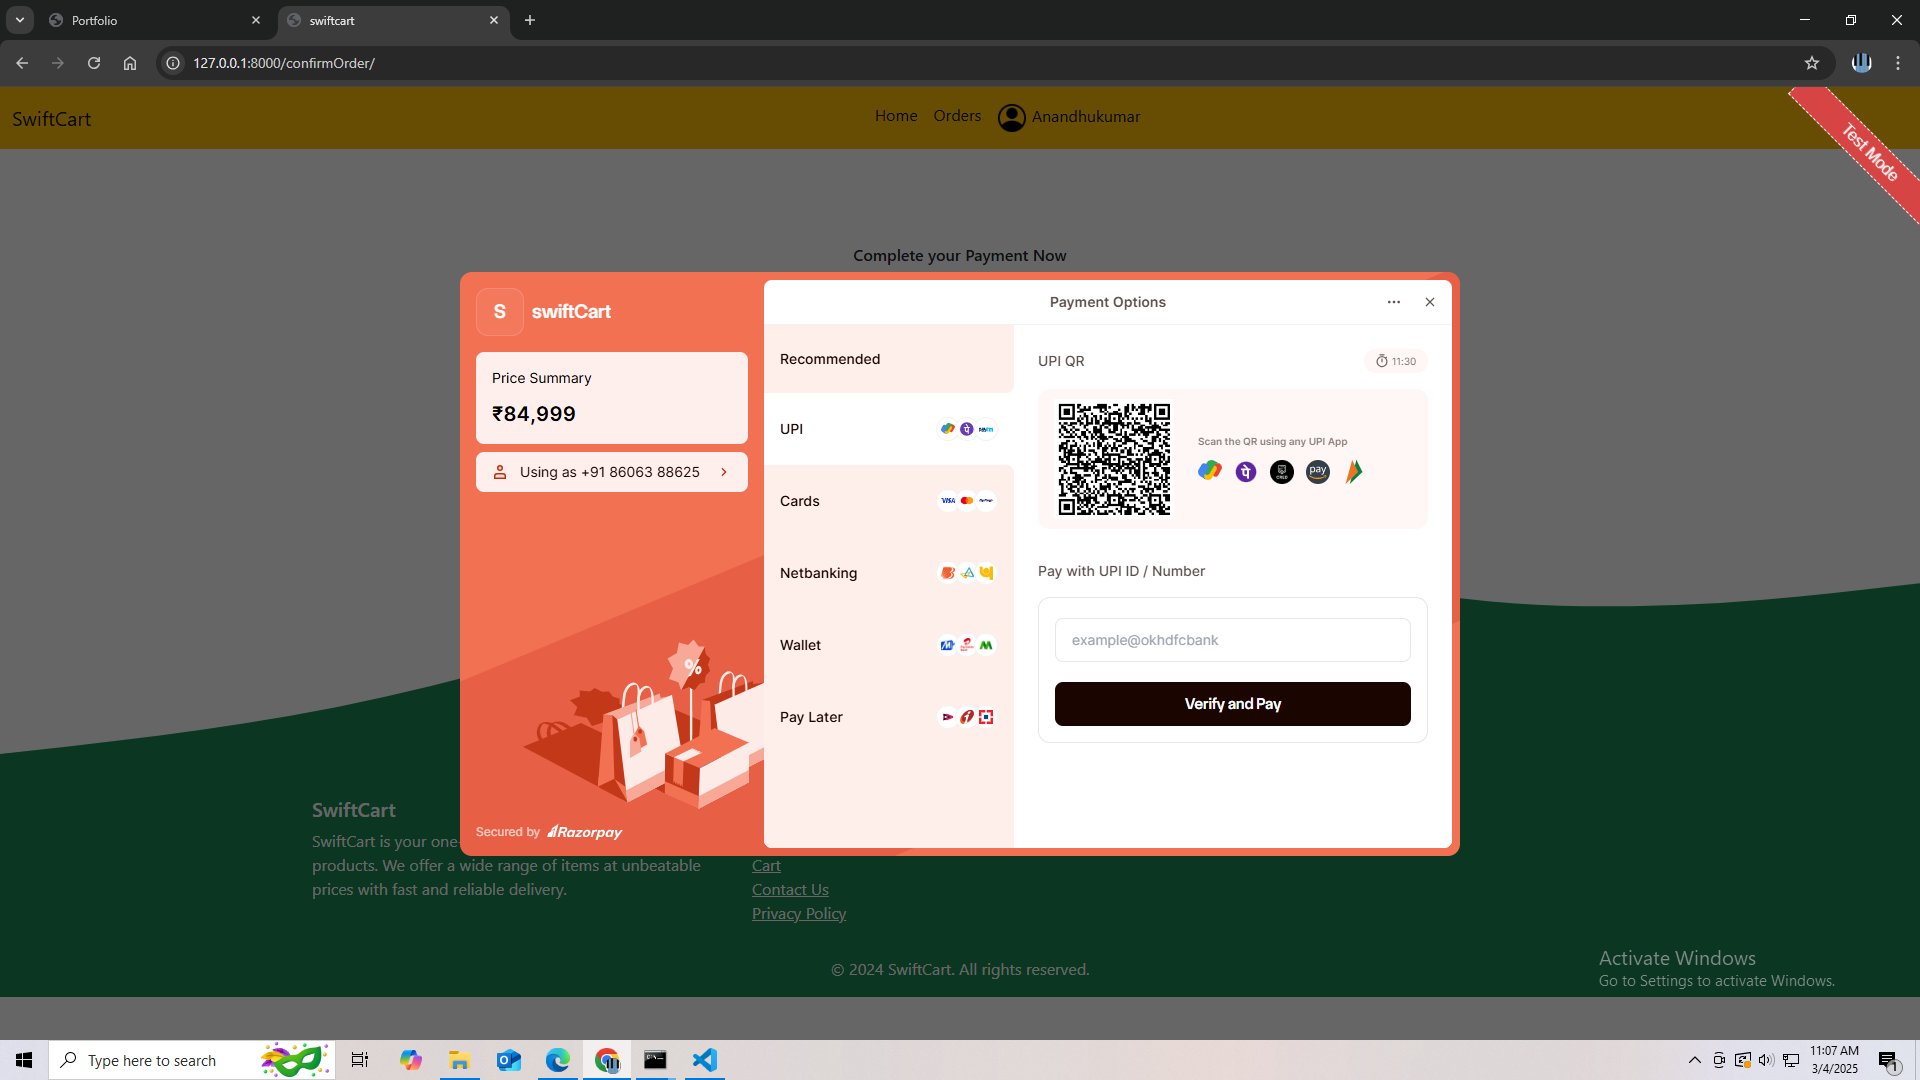 Portfolio
swiftcart
127.0.0.1:8000/confirmOrder/
SwiftCart
Home
Orders
Anandhukumar
Test Mode
Complete your Payment Now
S
swiftCart
Price Summary
₹84,999
Using as +91 86063 88625
Secured by Razorpay
Payment Options
Recommended
UPI
Cards
VISA
Netbanking
Wallet
Pay Later
UPI QR
11:30
Scan the QR using any UPI App
CRED
pay
Pay with UPI ID / Number
example@okhdfcbank
Verify and Pay
%
SwiftCart
SwiftCart is your one-
products. We offer a wide range of items at unbeatable
prices with fast and reliable delivery.
Cart
Contact Us
Privacy Policy
© 2024 SwiftCart. All rights reserved.
Activate Windows
Go to Settings to activate Windows.
Type here to search
11:07 AM
3/4/2025
1